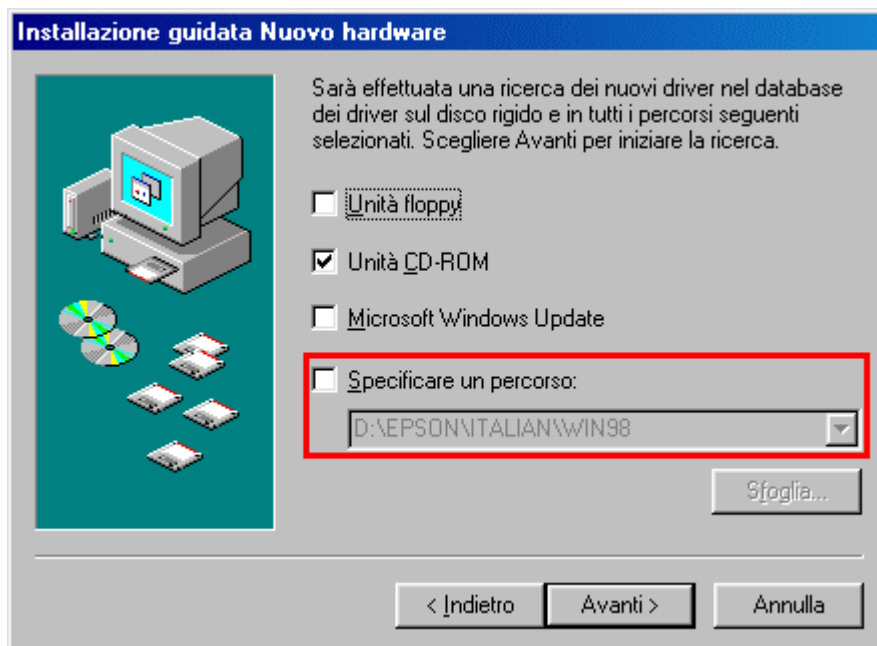 Installazione guidata Nuovo hardware
Sarà effettuata una ricerca dei nuovi driver nel database
dei driver sul disco rigido e in tutti i percorsi seguenti
selezionati. Scegliere Avanti per iniziare la ricerca.
Unità floppy
Unità CD-ROM
Microsoft Windows Update
Specificare un percorso:
D:\EPSON\ITALIAN\WIN98
Sfoglia...
< Indietro
Avanti >
Annulla